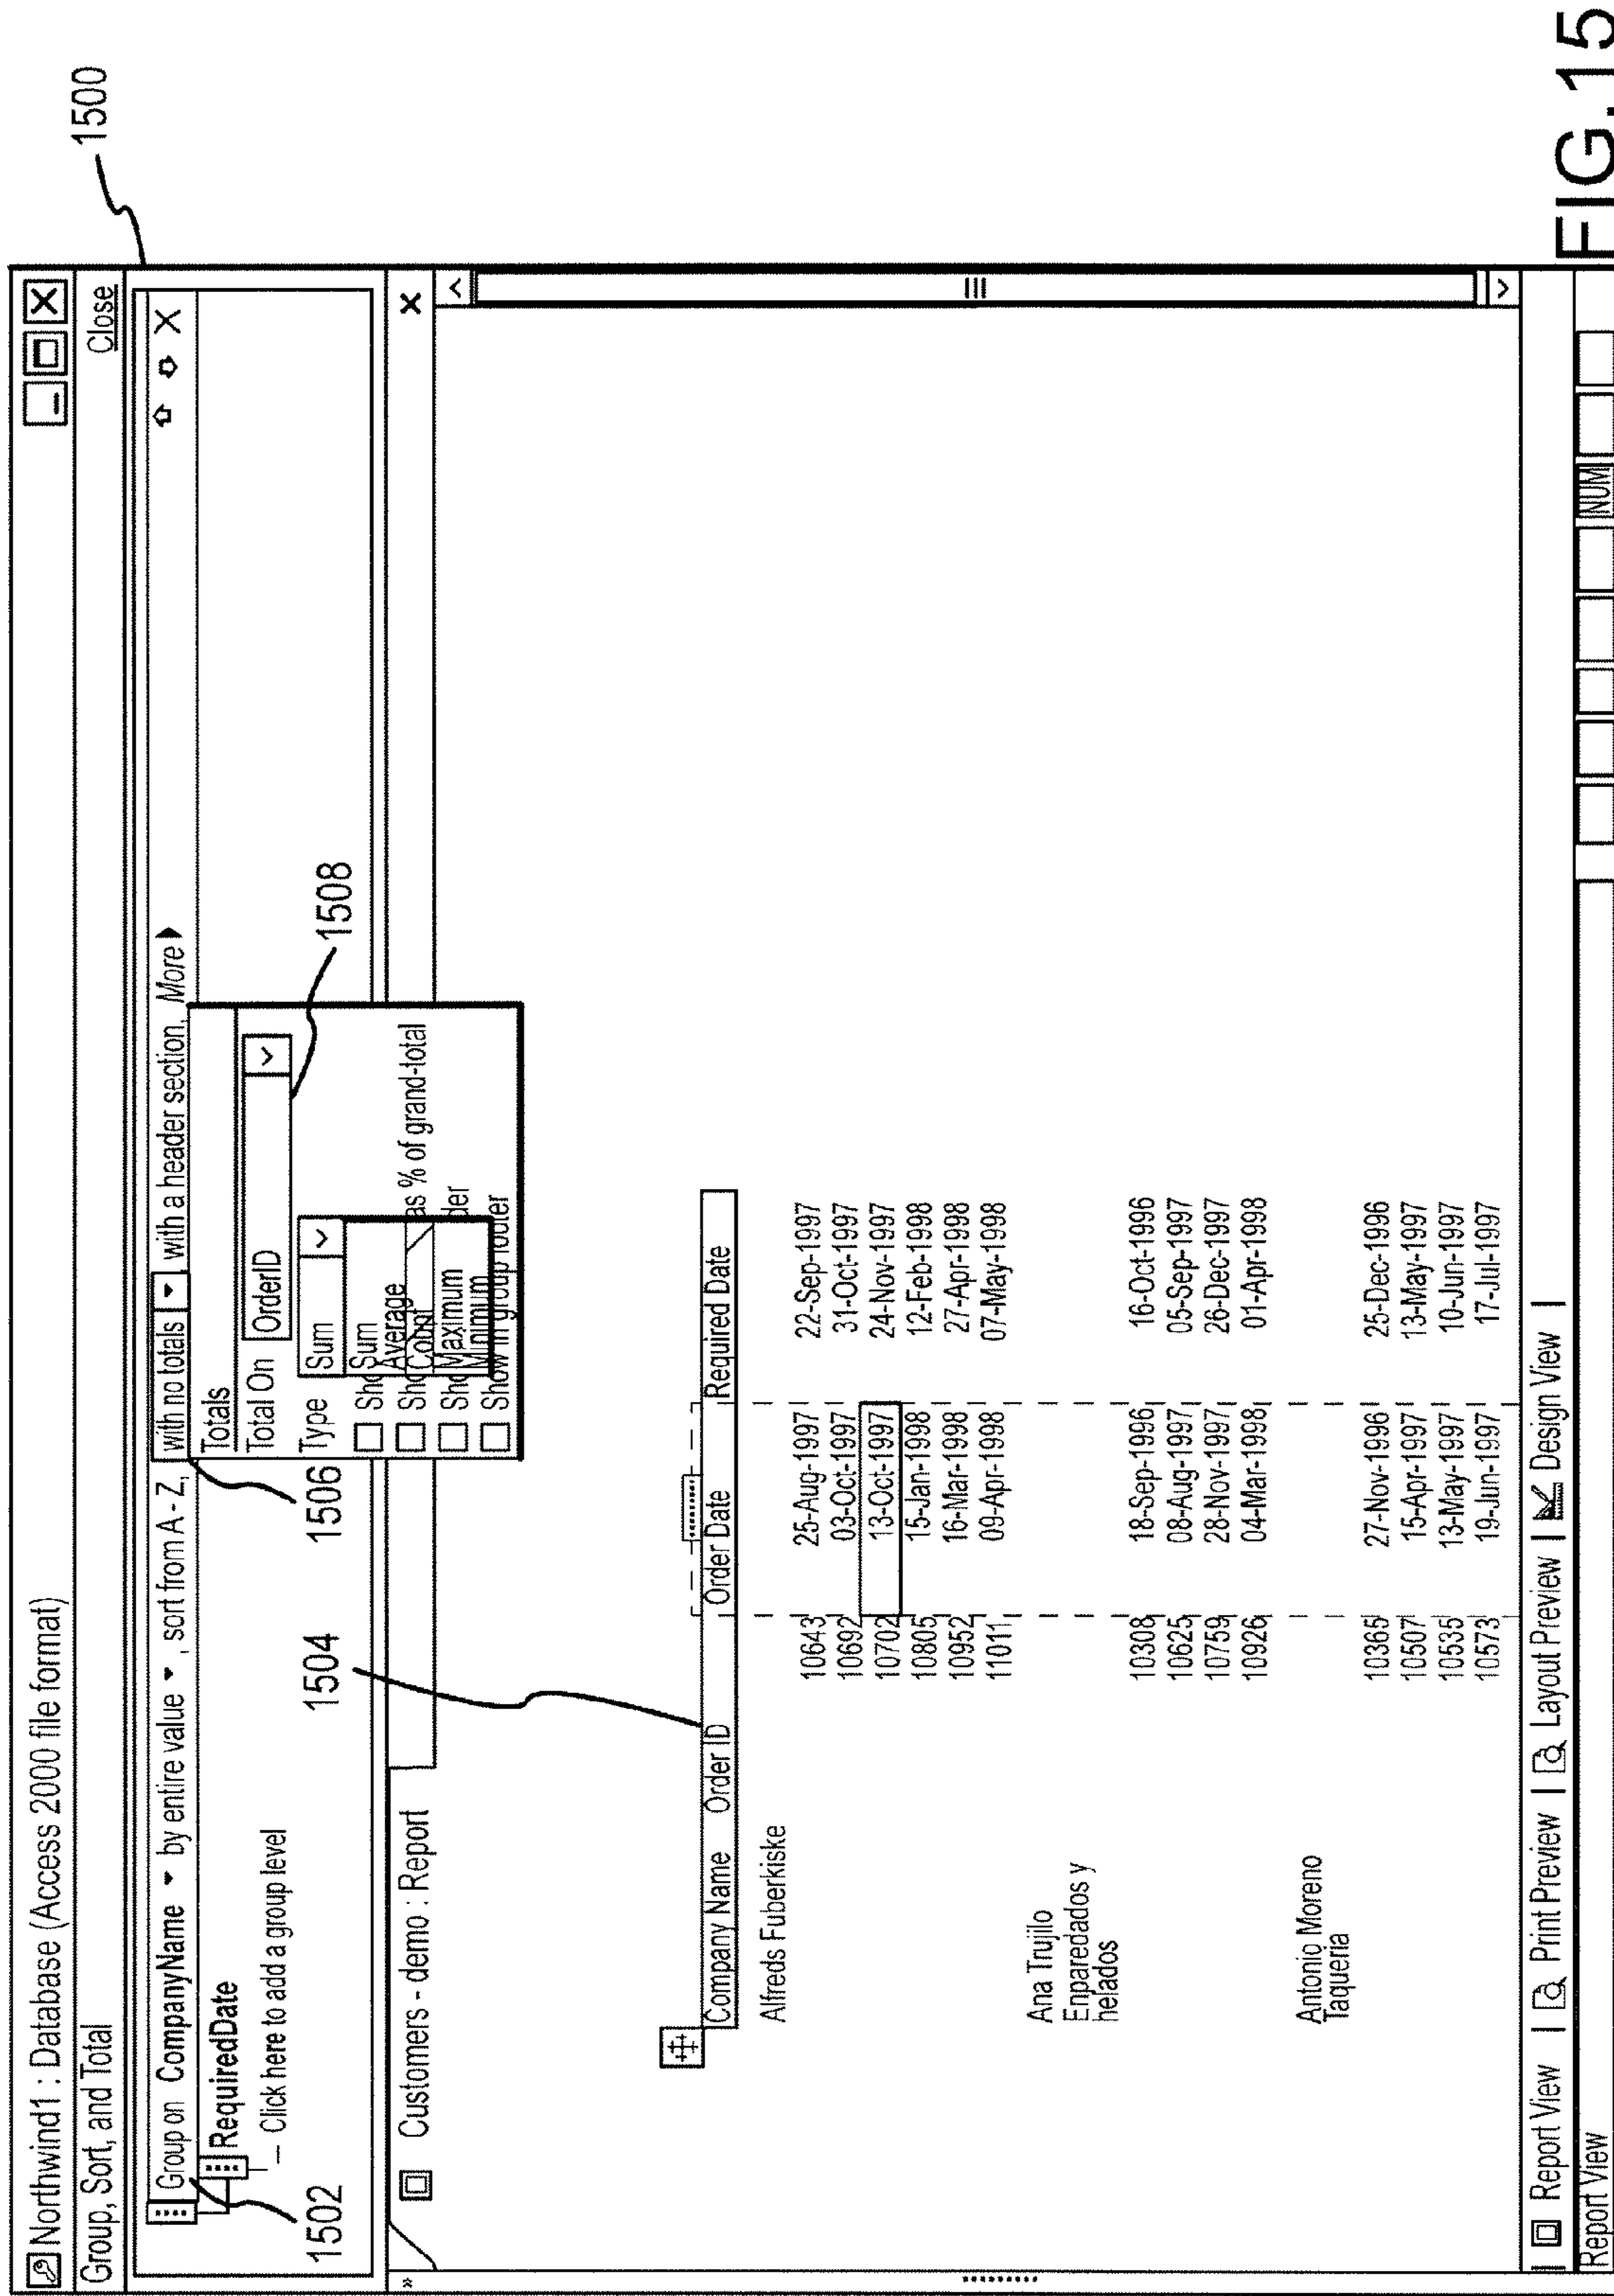 Northwind1 : Database (Access 2000 file format)
Group, Sort, and Total
Close
1500
Group on CompanyName by entire value , sort from A - Z, with no totals , with a header section, More
RequiredDate
Click here to add a group level
1502
1504
1506
1508
Totals
Total On OrderID
Type Sum
Sum
Average
Count
Maximum
Minimum
Sho
Sho as % of grand-total
Sho der
Show in group footer
Customers - demo : Report
Company Name Order ID Order Date Required Date
Alfreds Fuberkiske
10643 25-Aug-1997 22-Sep-1997
10692 03-Oct-1997 31-Oct-1997
10702 13-Oct-1997 24-Nov-1997
10805 15-Jan-1998 12-Feb-1998
10952 16-Mar-1998 27-Apr-1998
11011 09-Apr-1998 07-May-1998
Ana Trujilo
Enparedados y
helados
10308 18-Sep-1996 16-Oct-1996
10625 08-Aug-1997 05-Sep-1997
10759 28-Nov-1997 26-Dec-1997
10926 04-Mar-1998 01-Apr-1998
Antonio Moreno
Taqueria
10365 27-Nov-1996 25-Dec-1996
10507 15-Apr-1997 13-May-1997
10535 13-May-1997 10-Jun-1997
10573 19-Jun-1997 17-Jul-1997
Report View | Print Preview | Layout Preview | Design View |
Report View
NUM
FIG.15